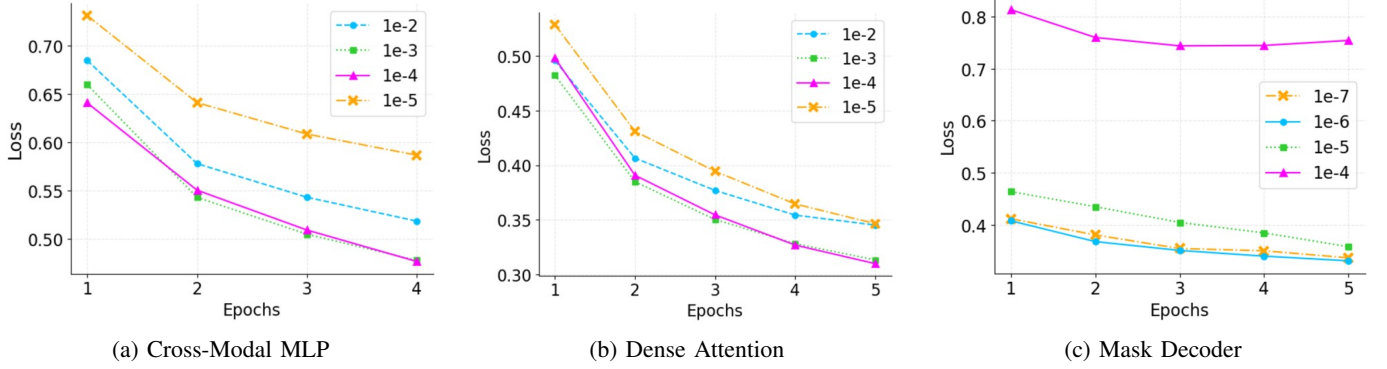 0.70
0.65
0.60
0.55
0.50
Loss
1 2 3 4
Epochs
1e-2
1e-3
1e-4
1e-5
(a) Cross-Modal MLP
0.50
0.45
0.40
0.35
0.30
Loss
1 2 3 4 5
Epochs
1e-2
1e-3
1e-4
1e-5
(b) Dense Attention
0.8
0.7
0.6
0.5
0.4
Loss
1 2 3 4 5
Epochs
1e-7
1e-6
1e-5
1e-4
(c) Mask Decoder